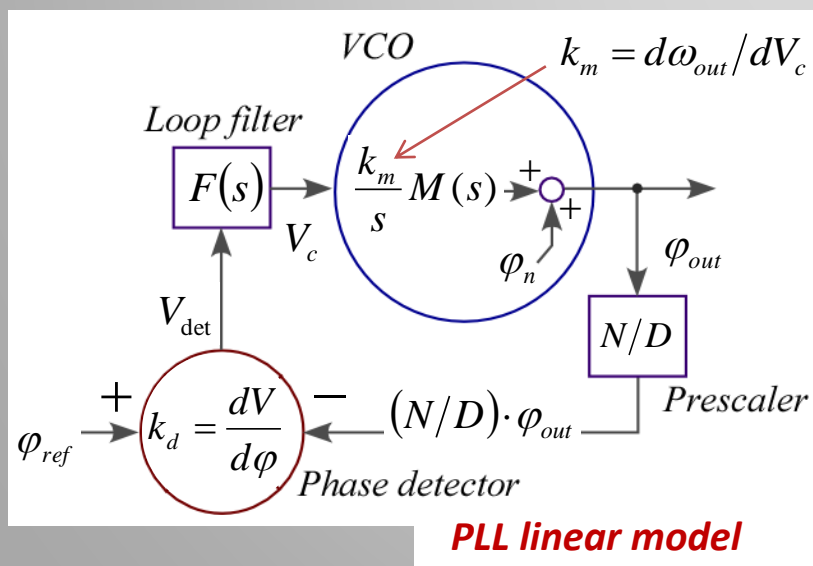 VCO
k_m = dω_out/dV_c
Loop filter
F(s)
k_m/s M(s)
+
+
V_c
φ_n
φ_out
V_det
N/D
Prescaler
+
−
(N/D)·φ_out
φ_ref
k_d = dV/dφ
Phase detector
PLL linear model